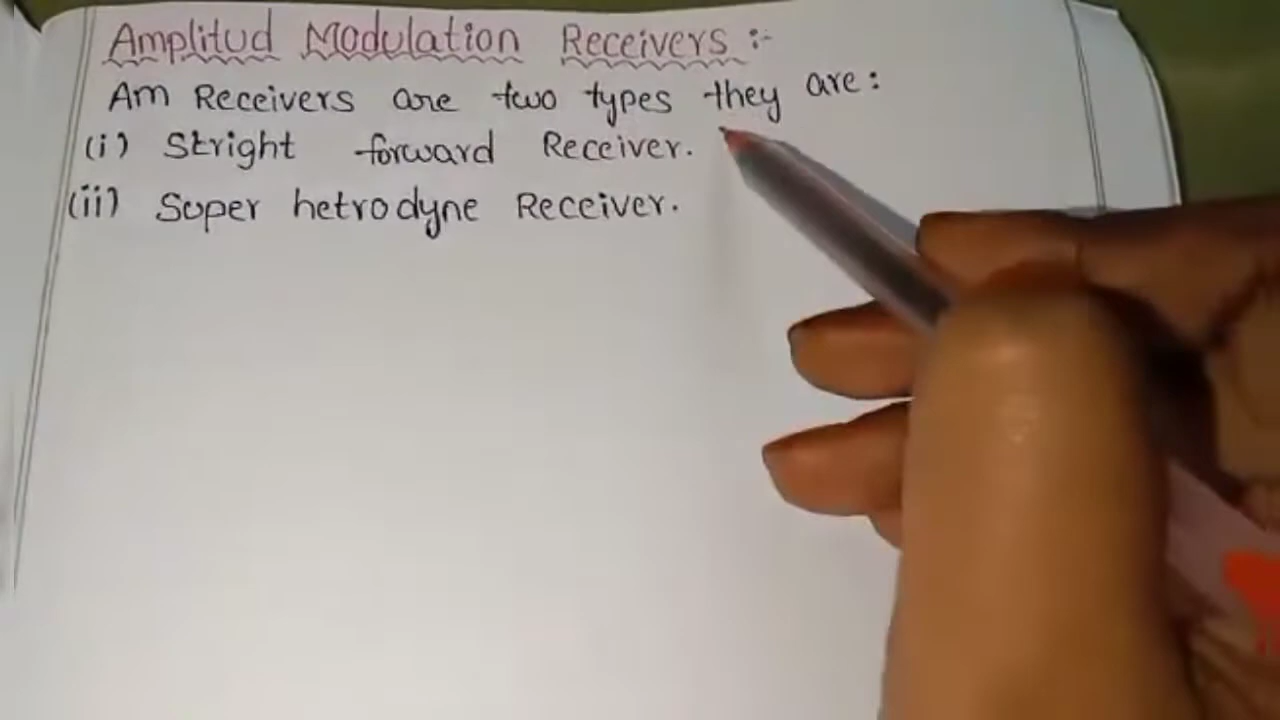 Amplitud Modulation Receivers :-
Am Receivers are two types they are:
(i) Stright forward Receiver.
(ii) Super hetrodyne Receiver.